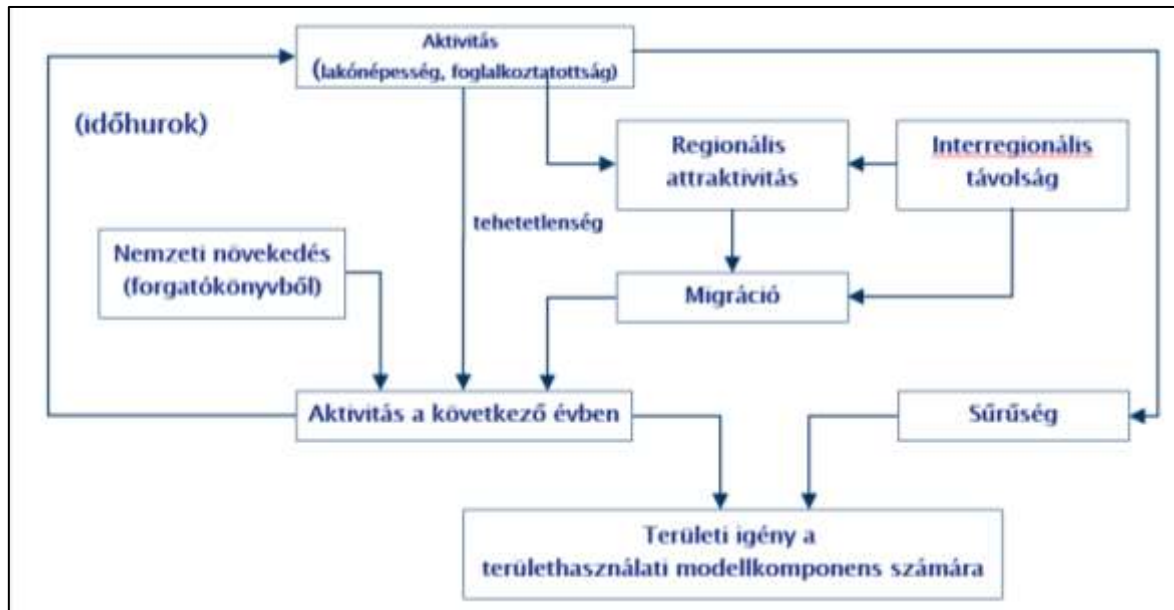 Aktivitás
(lakónépesség, foglalkoztatottság)
(időhurok)
Regionális
attraktivitás
Interregionális
távolság
tehetetlenség
Nemzeti növekedés
(forgatókönyvből)
Migráció
Aktivitás a következő évben
Sűrűség
Területi igény a
területhasználati modellkomponens számára